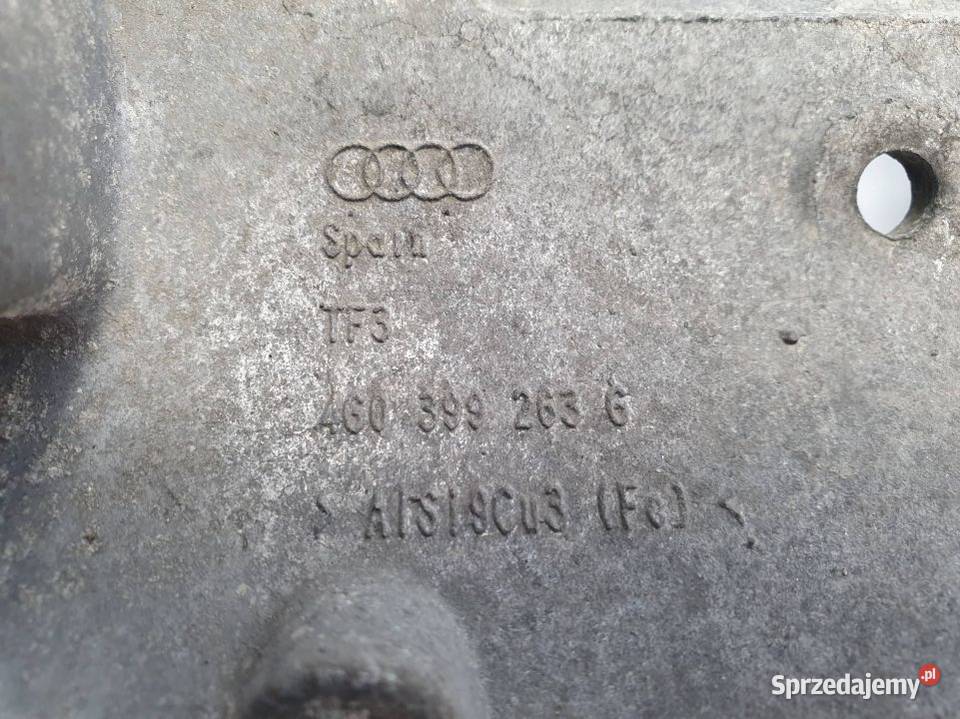 Spain
TF3
4G0 399 263 G
> AlSi9Cu3 (Fe) <
Sprzedajemy.pl